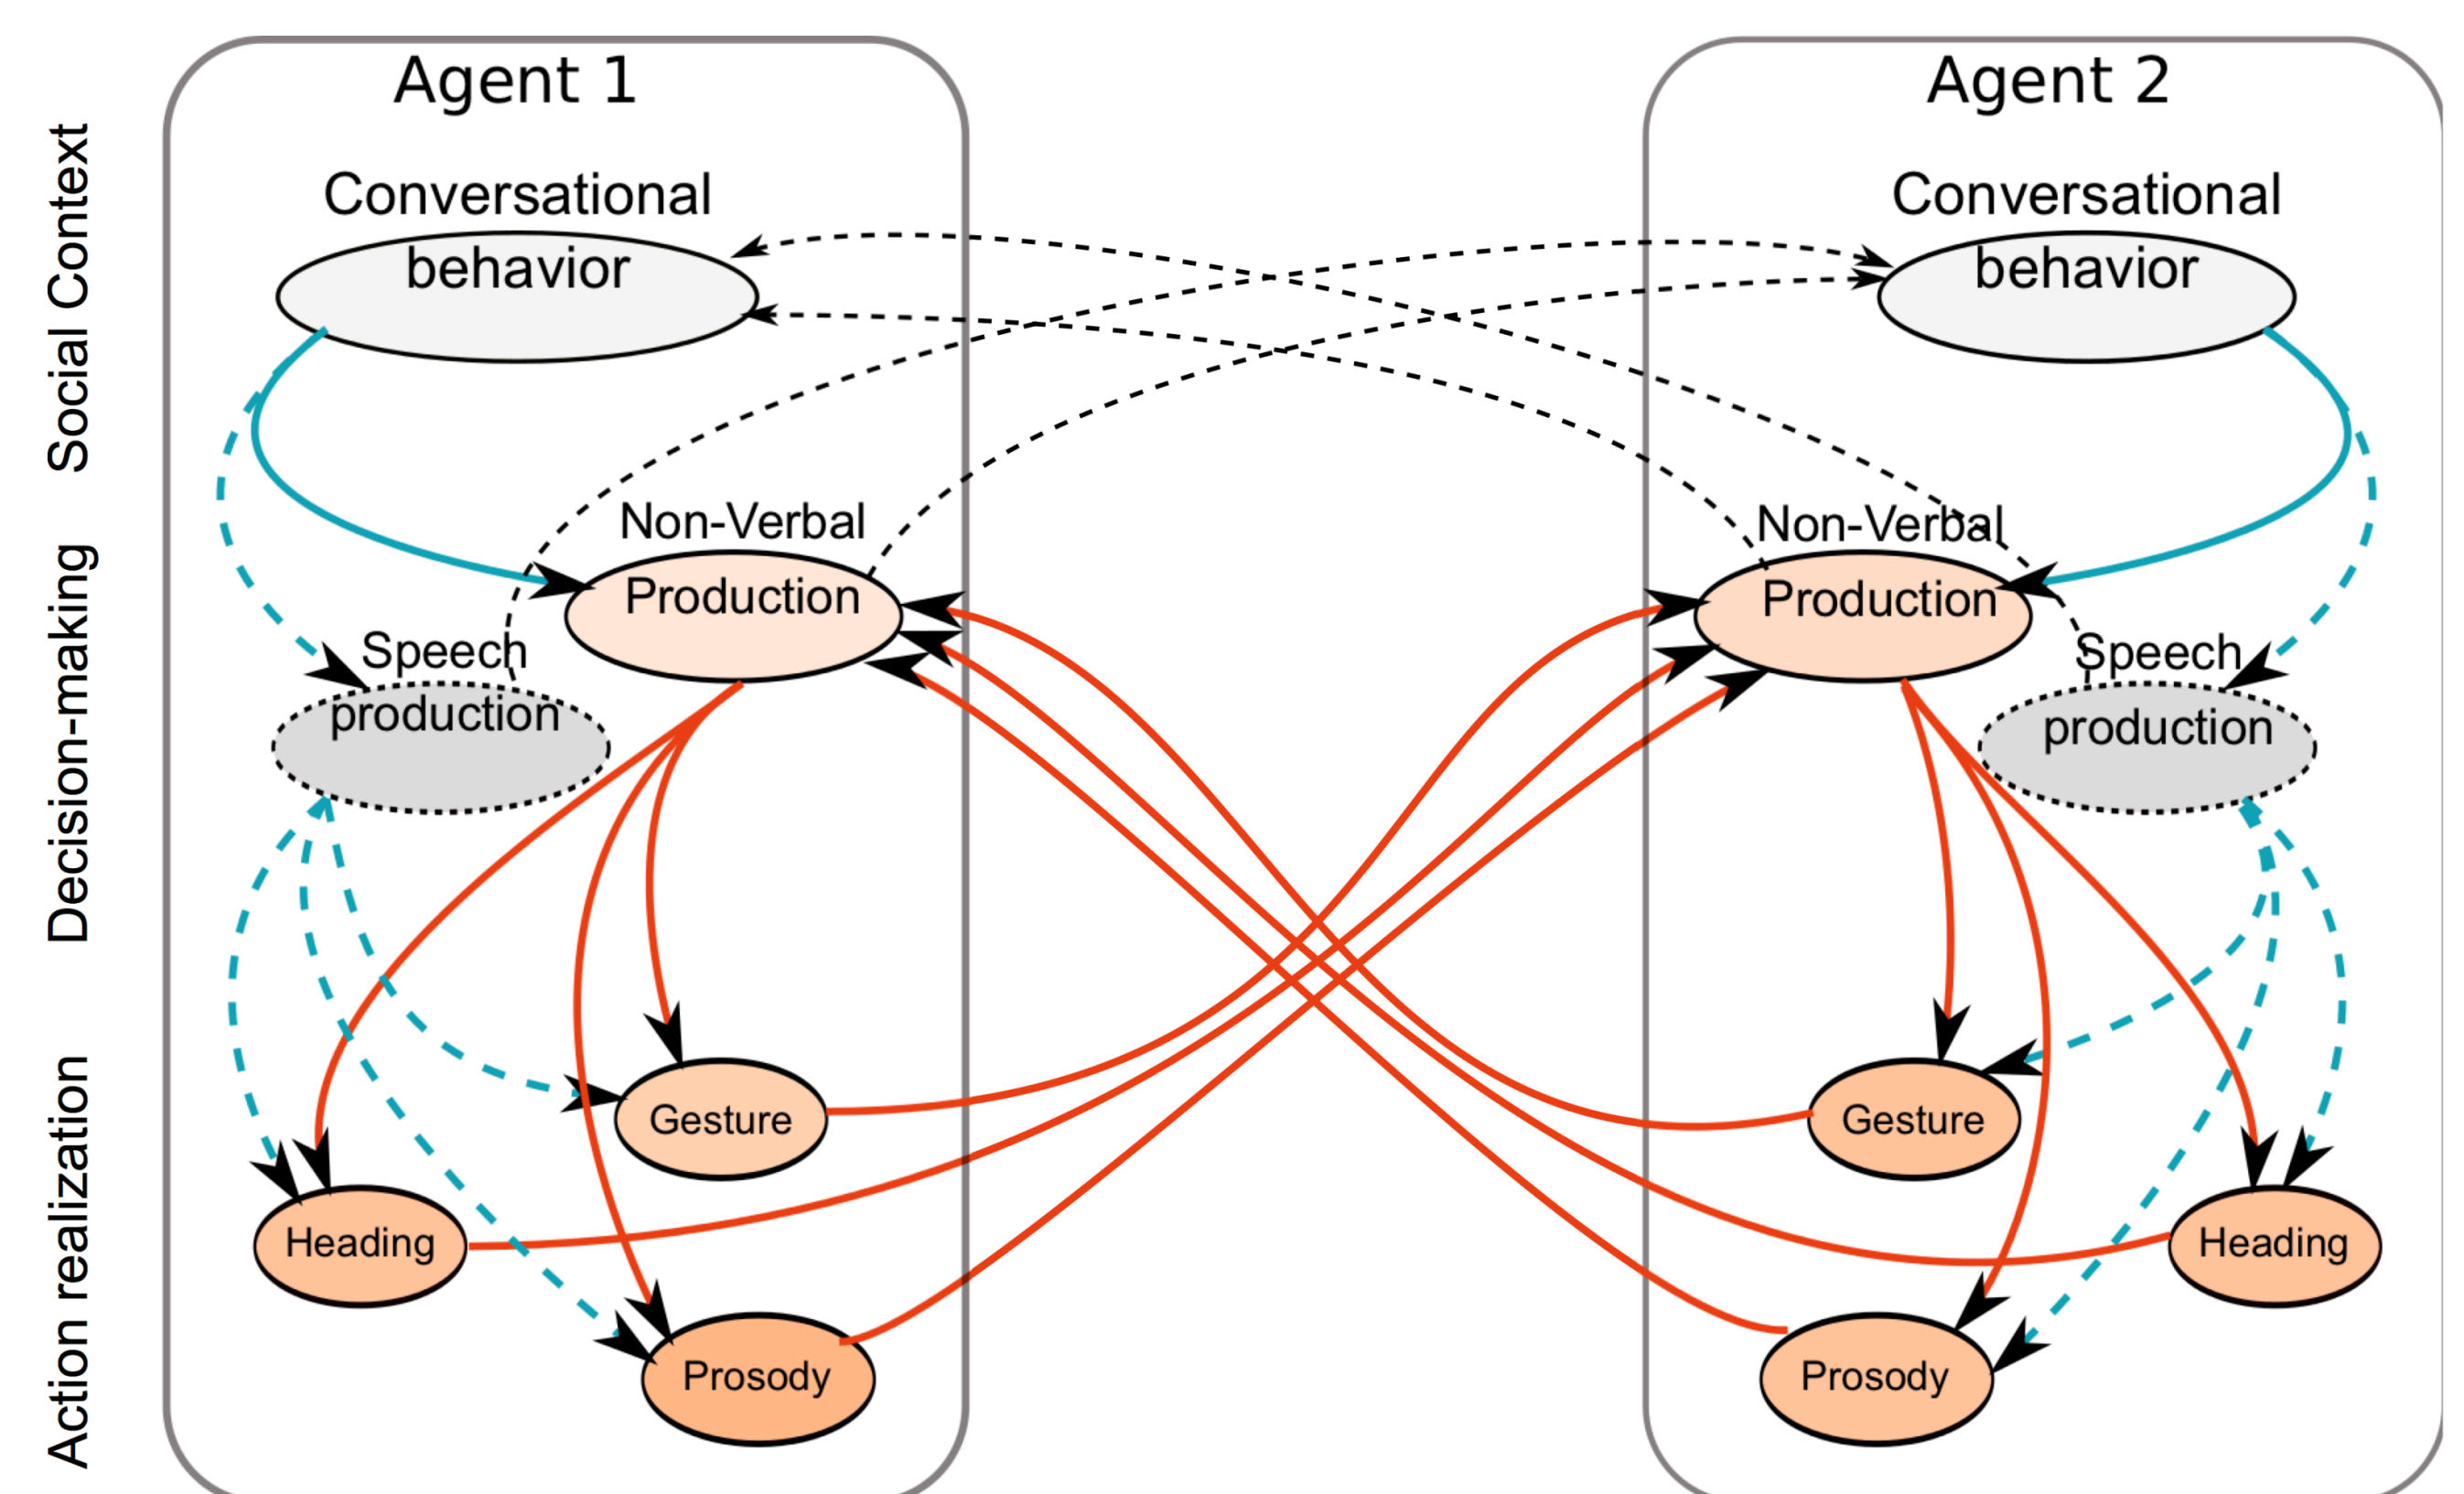 Agent 1
Agent 2
Social Context
Conversational
behavior
Conversational
behavior
Decision-making
Non-Verbal
Production
Speech
production
Non-Verbal
Production
Speech
production
Action realization
Gesture
Heading
Prosody
Gesture
Heading
Prosody